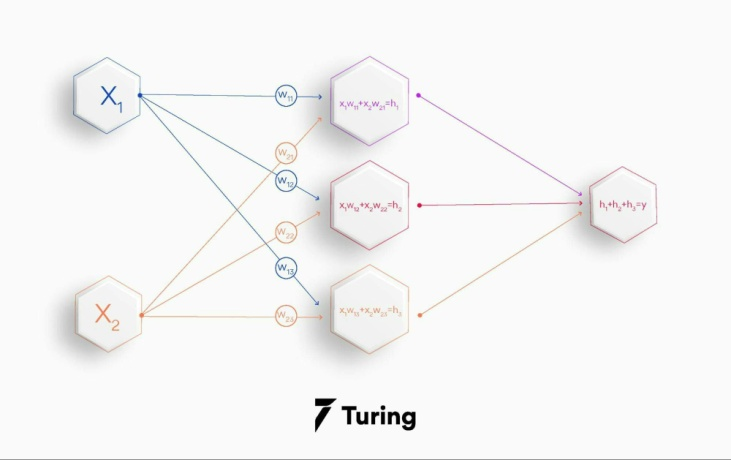 X₁
w₁₁
x₁w₁₁+x₂w₂₁=h₁
w₂₁
w₁₂
x₁w₁₂+x₂w₂₂=h₂
h₁+h₂+h₃=y
w₂₂
w₁₃
X₂
w₂₃
x₁w₁₃+x₂w₂₃=h₃
Turing